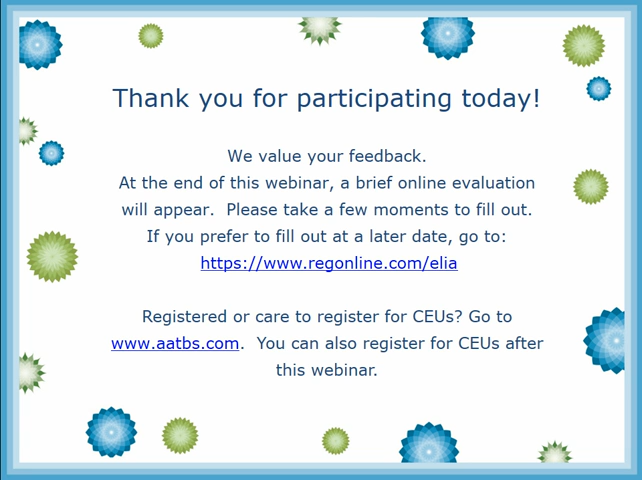 Thank you for participating today!
We value your feedback.
At the end of this webinar, a brief online evaluation
will appear.  Please take a few moments to fill out.
If you prefer to fill out at a later date, go to:
https://www.regonline.com/elia
Registered or care to register for CEUs? Go to
www.aatbs.com.  You can also register for CEUs after
this webinar.